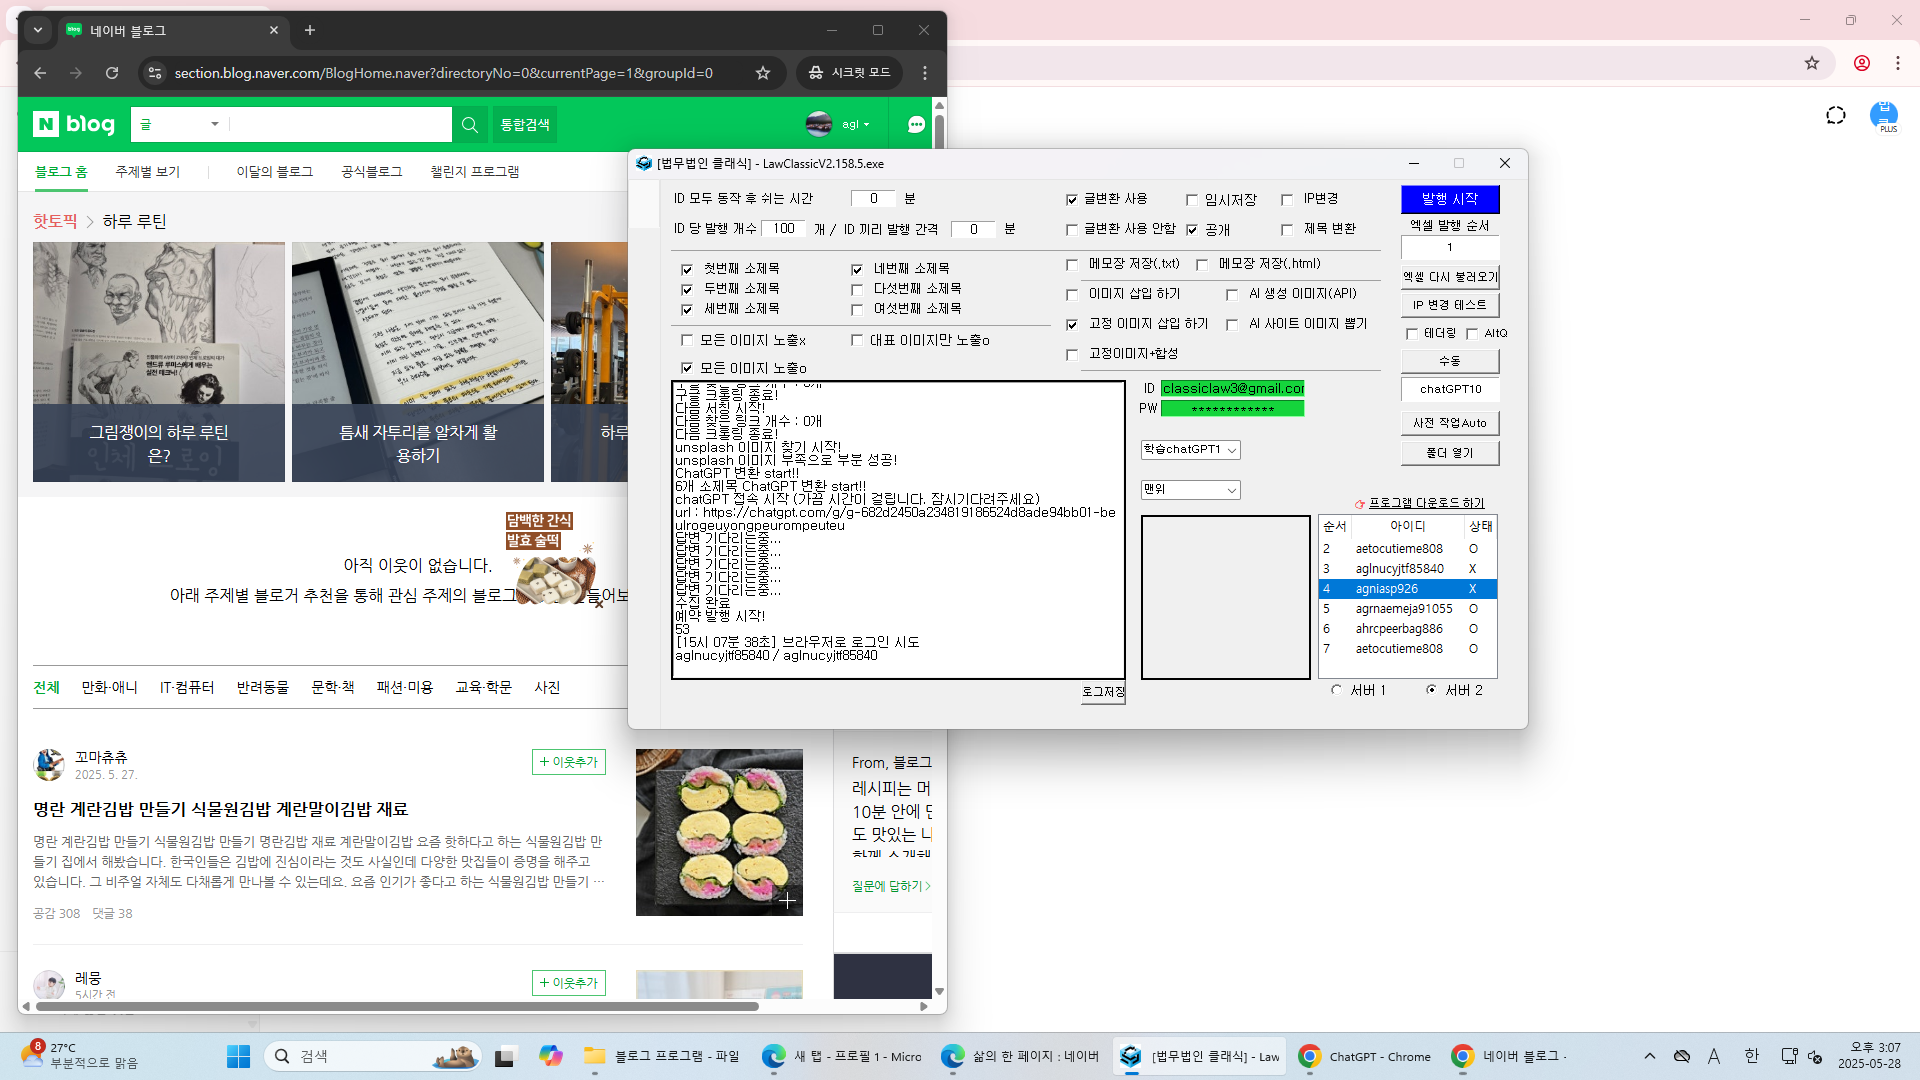 네이버 블로그
section.blog.naver.com/BlogHome.naver?directoryNo=0&currentPage=1&groupId=0
시크릿 모드
N blog
글
통합검색
agl
블로그 홈
주제별 보기
이달의 블로그
공식블로그
챌린지 프로그램
핫토픽 > 하루 루틴
그림쟁이의 하루 루틴
은?
틈새 자투리를 알차게 활
용하기
하루
담백한 간식
발효 술떡
아직 이웃이 없습니다.
아래 주제별 블로거 추천을 통해 관심 주제의 블로그
들어보
전체
만화·애니
IT·컴퓨터
반려동물
문학·책
패션·미용
교육·학문
사진
꼬마츄츄
2025. 5. 27.
+ 이웃추가
명란 계란김밥 만들기 식물원김밥 계란말이김밥 재료
명란 계란김밥 만들기 식물원김밥 만들기 명란김밥 재료 계란말이김밥 요즘 핫하다고 하는 식물원김밥 만
들기 집에서 해봤습니다. 한국인들은 김밥에 진심이라는 것도 사실인데 다양한 맛집들이 증명을 해주고
있습니다. 그 비주얼 자체도 다채롭게 만나볼 수 있는데요. 요즘 인기가 좋다고 하는 식물원김밥 만들기 ...
공감 308
댓글 38
레몽
5시간 전
+ 이웃추가
From, 블로그
레시피는 머
10분 안에 만
도 맛있는 나
함께 소개해
질문에 답하기 >
PLUS
[법무법인 클래식] - LawClassicV2.158.5.exe
ID 모두 동작 후 쉬는 시간
0
분
ID 당 발행 개수
100
개 / ID 끼리 발행 간격
0
분
글변환 사용
임시저장
IP변경
글변환 사용 안함
공개
제목 변환
첫번째 소제목
네번째 소제목
두번째 소제목
다섯번째 소제목
세번째 소제목
여섯번째 소제목
메모장 저장(.txt)
메모장 저장(.html)
이미지 삽입 하기
AI 생성 이미지(API)
고정 이미지 삽입 하기
AI 사이트 이미지 뽑기
고정이미지+합성
모든 이미지 노출x
대표 이미지만 노출o
모든 이미지 노출o
구글 크롤링 종료!
다음 서칭 시작!
다음 찾은 링크 개수 : 0개
다음 크롤링 종료!
unsplash 이미지 찾기 시작!
unsplash 이미지 부족으로 부분 성공!
ChatGPT 변환 start!!
6개 소제목 ChatGPT 변환 start!!
chatGPT 접속 시작 (가끔 시간이 걸립니다. 잠시기다려주세요)
url : https://chatgpt.com/g/g-682d2450a234819186524d8ade94bb01-be
ulrogeuyongpeurompeuteu
답변 기다리는중...
답변 기다리는중...
답변 기다리는중...
답변 기다리는중...
답변 기다리는중...
수집 완료
예약 발행 시작!
53
[15시 07분 38초] 브라우저로 로그인 시도
aglnucyjtf85840 / aglnucyjtf85840
로그저장
ID
classiclaw3@gmail.com
PW
************
학습chatGPT1
맨위
발행 시작
엑셀 발행 순서
1
엑셀 다시 불러오기
IP 변경 테스트
테더링
AltQ
수동
chatGPT10
사전 작업Auto
폴더 열기
프로그램 다운로드 하기
순서 아이디 상태
2 aetocutieme808 O
3 aglnucyjtf85840 X
4 agniasp926 X
5 agrnaemeja91055 O
6 ahrcpeerbag886 O
7 aetocutieme808 O
서버 1
서버 2
8
27°C
부분적으로 맑음
검색
블로그 프로그램 - 파일
새 탭 - 프로필 1 - Micro
삶의 한 페이지 : 네이버
[법무법인 클래식] - Law
ChatGPT - Chrome
네이버 블로그 -
A
한
오후 3:07
2025-05-28